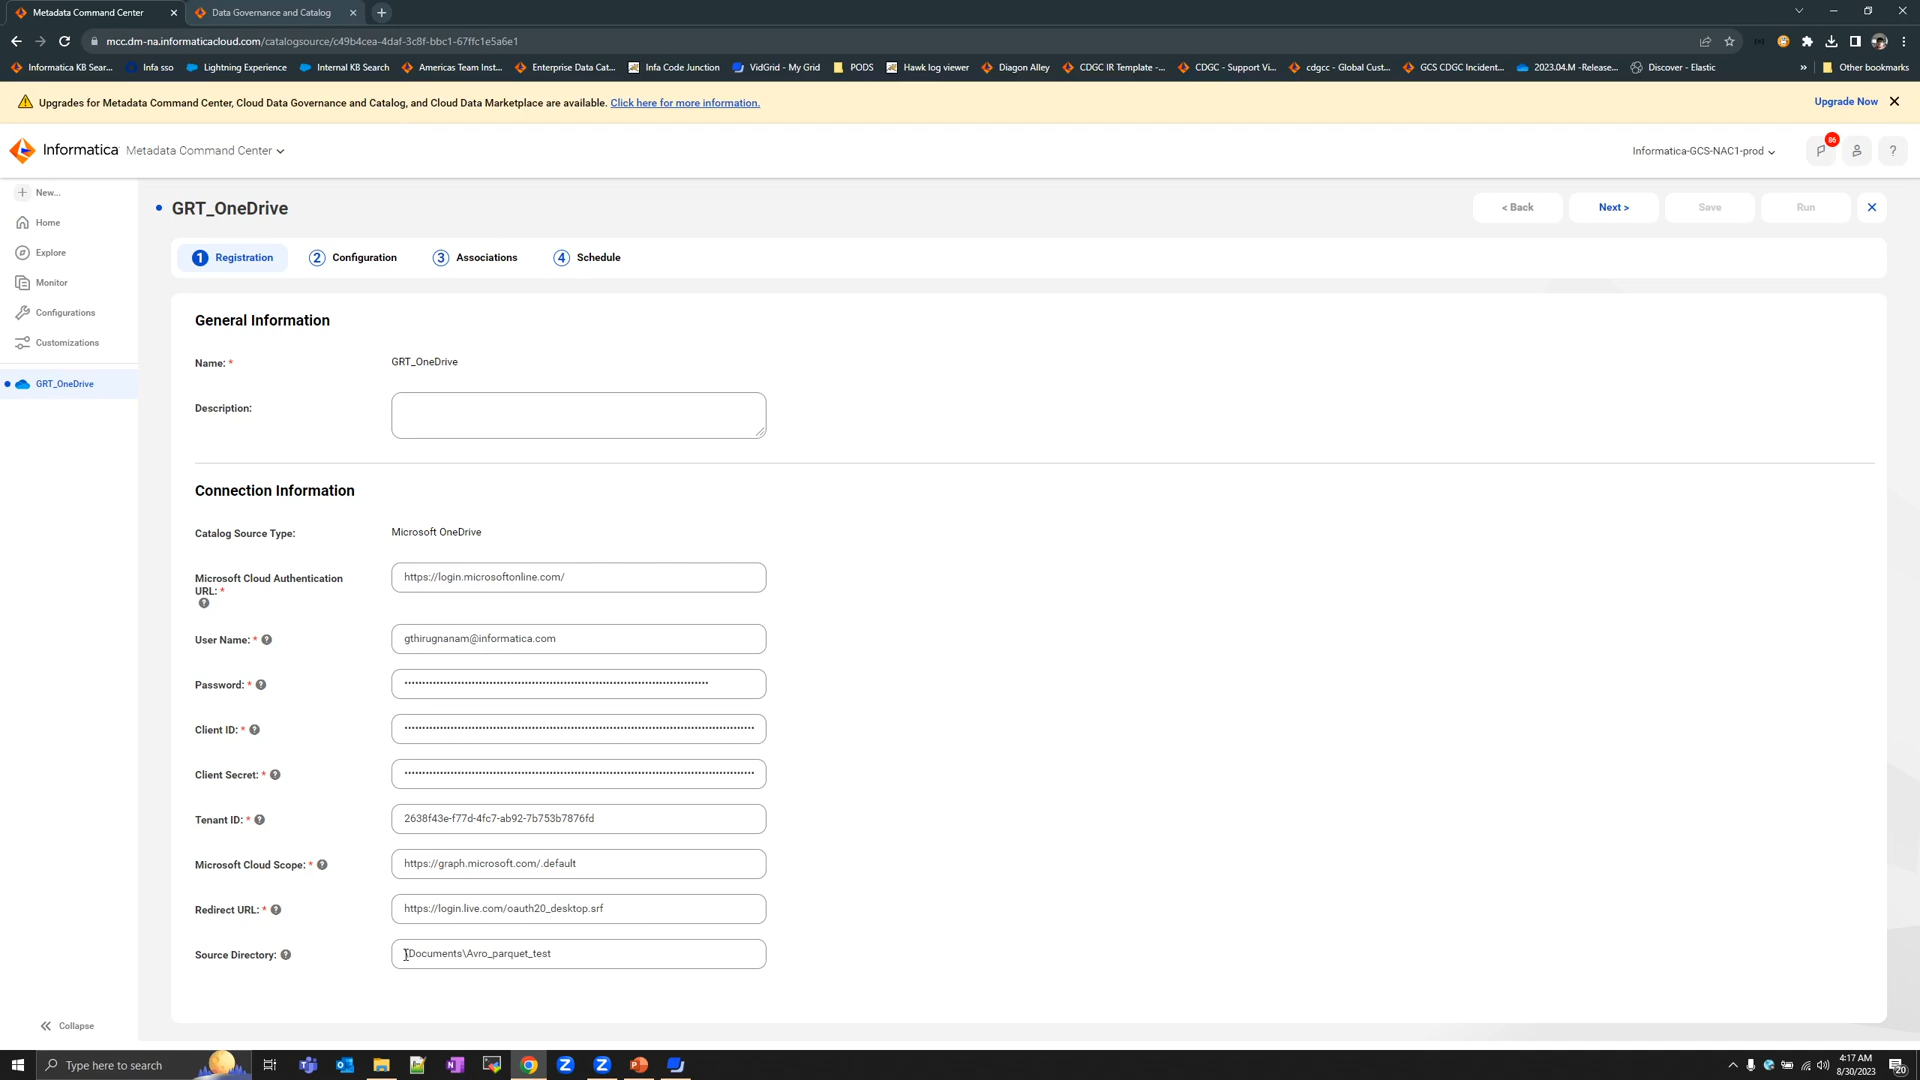 Metadata Command Center
Data Governance and Catalog
mcc.dm-na.informaticacloud.com/catalogsource/c49b4cea-4daf-3c8f-bbc1-67ffc1e5a6e1
Informatica KB Sear...
Infa sso
Lightning Experience
Internal KB Search
Americas Team Inst...
Enterprise Data Cat...
Infa Code Junction
VidGrid - My Grid
PODS
Hawk log viewer
Diagon Alley
CDGC IR Template -...
CDGC - Support Vi...
cdgcc - Global Cust...
GCS CDGC Incident...
2023.04.M -Release...
Discover - Elastic
»
Other bookmarks
Upgrades for Metadata Command Center, Cloud Data Governance and Catalog, and Cloud Data Marketplace are available. Click here for more information.
Upgrade Now
Informatica
Metadata Command Center
Informatica-GCS-NAC1-prod
86
?
New...
Home
Explore
Monitor
Configurations
Customizations
GRT_OneDrive
Collapse
GRT_OneDrive
< Back
Next >
Save
Run
1 Registration
2 Configuration
3 Associations
4 Schedule
General Information
Name: *
GRT_OneDrive
Description:
Connection Information
Catalog Source Type:
Microsoft OneDrive
Microsoft Cloud Authentication
URL: *
https://login.microsoftonline.com/
User Name: *
gthirugnanam@informatica.com
Password: *
Client ID: *
Client Secret: *
Tenant ID: *
2638f43e-f77d-4fc7-ab92-7b753b7876fd
Microsoft Cloud Scope: *
https://graph.microsoft.com/.default
Redirect URL: *
https://login.live.com/oauth20_desktop.srf
Source Directory:
\Documents\Avro_parquet_test
Type here to search
4:17 AM
8/30/2023
20